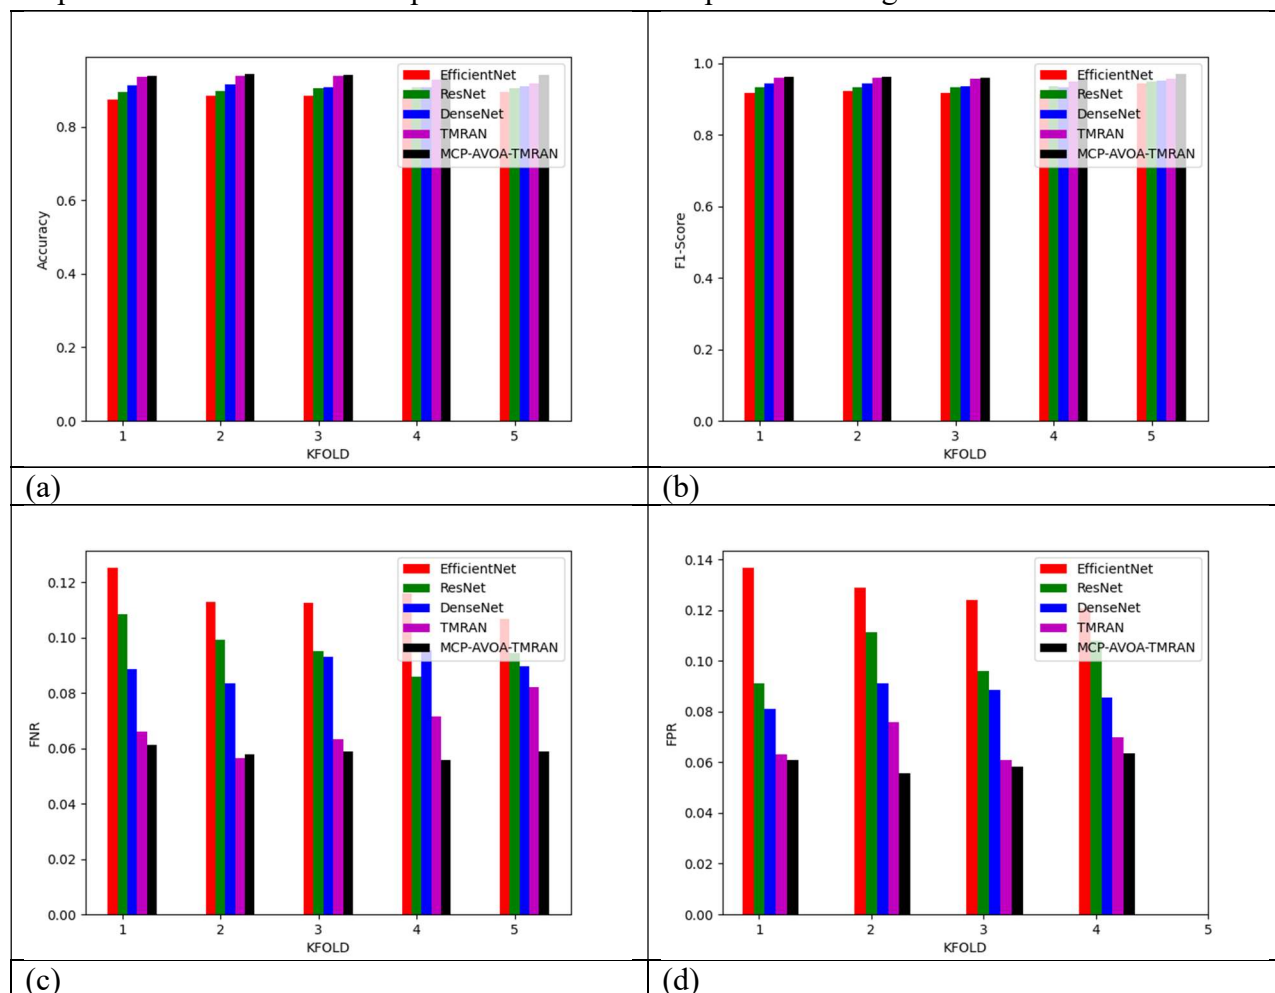 EfficientNet
ResNet
DenseNet
TMRAN
MCP-AVOA-TMRAN
0.8
0.6
0.4
0.2
0.0
Accuracy
1 2 3 4 5
KFOLD
EfficientNet
ResNet
DenseNet
TMRAN
MCP-AVOA-TMRAN
1.0
0.8
0.6
0.4
0.2
0.0
F1-Score
1 2 3 4 5
KFOLD
(a)
(b)
EfficientNet
ResNet
DenseNet
TMRAN
MCP-AVOA-TMRAN
0.12
0.10
0.08
0.06
0.04
0.02
0.00
FNR
1 2 3 4 5
KFOLD
EfficientNet
ResNet
DenseNet
TMRAN
MCP-AVOA-TMRAN
0.14
0.12
0.10
0.08
0.06
0.04
0.02
0.00
FPR
1 2 3 4 5
KFOLD
(c)
(d)